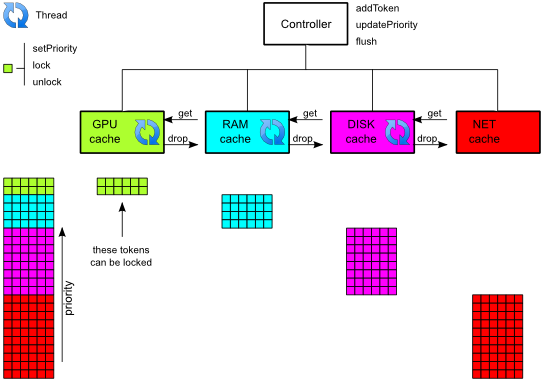 Thread
setPriority
lock
unlock
Controller
addToken
updatePriority
flush
GPU
cache
get
drop
RAM
cache
get
drop
DISK
cache
get
drop
NET
cache
these tokens
can be locked
priority